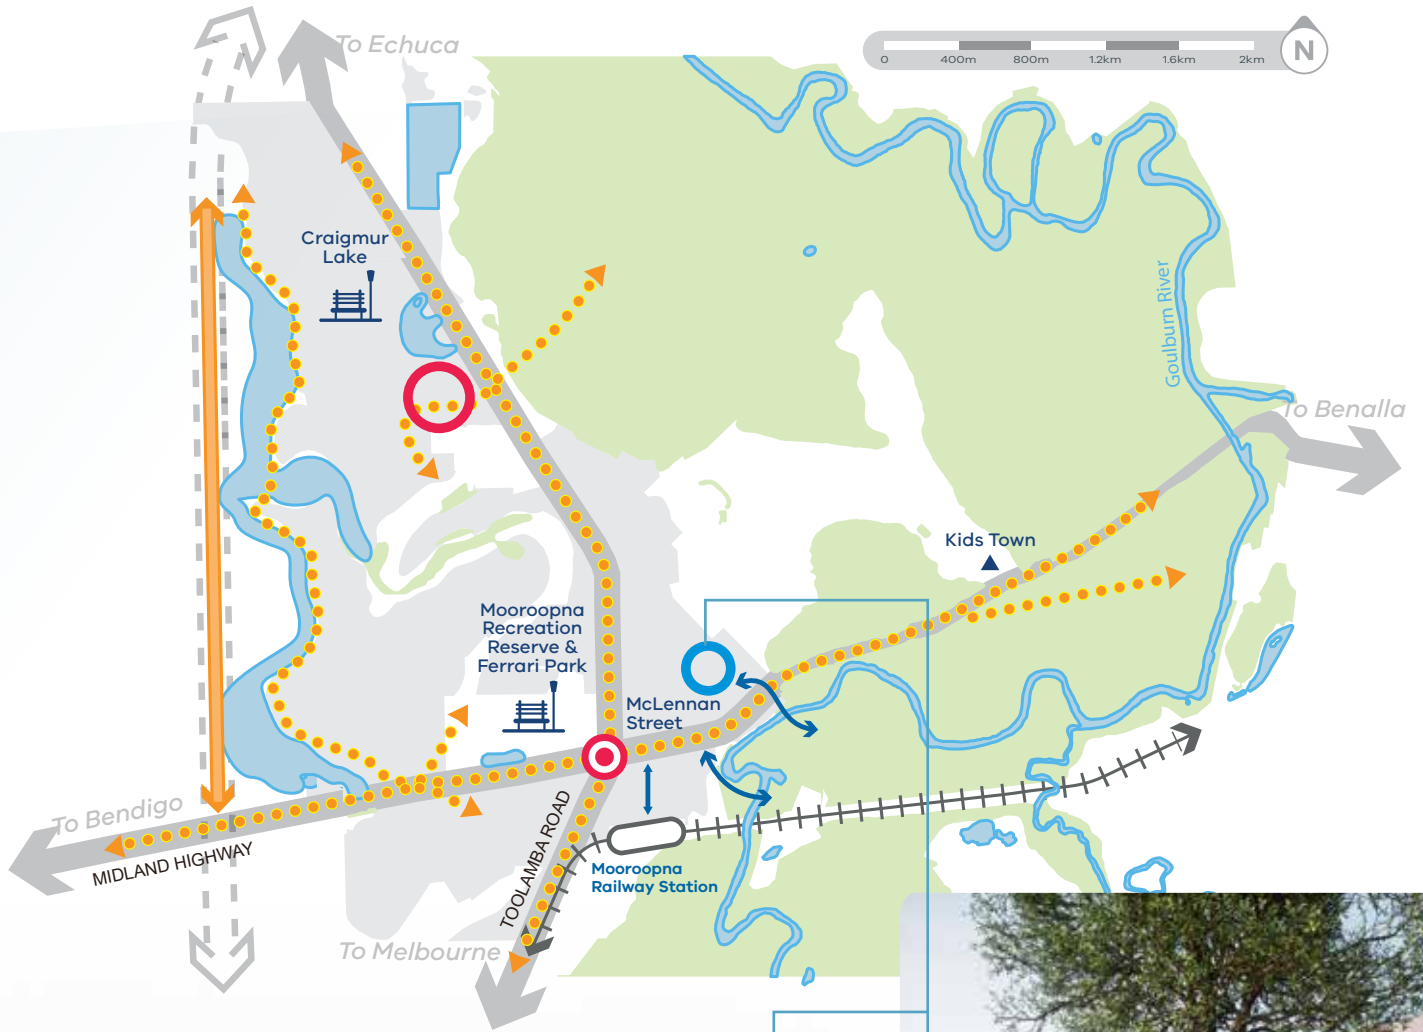 To Echuca
0 400m 800m 1.2km 1.6km 2km
N
Craigmur
Lake
Goulburn River
To Benalla
Kids Town
Mooroopna
Recreation
Reserve &
Ferrari Park
McLennan
Street
To Bendigo
MIDLAND HIGHWAY
TOOLAMBA ROAD
Mooroopna
Railway Station
To Melbourne